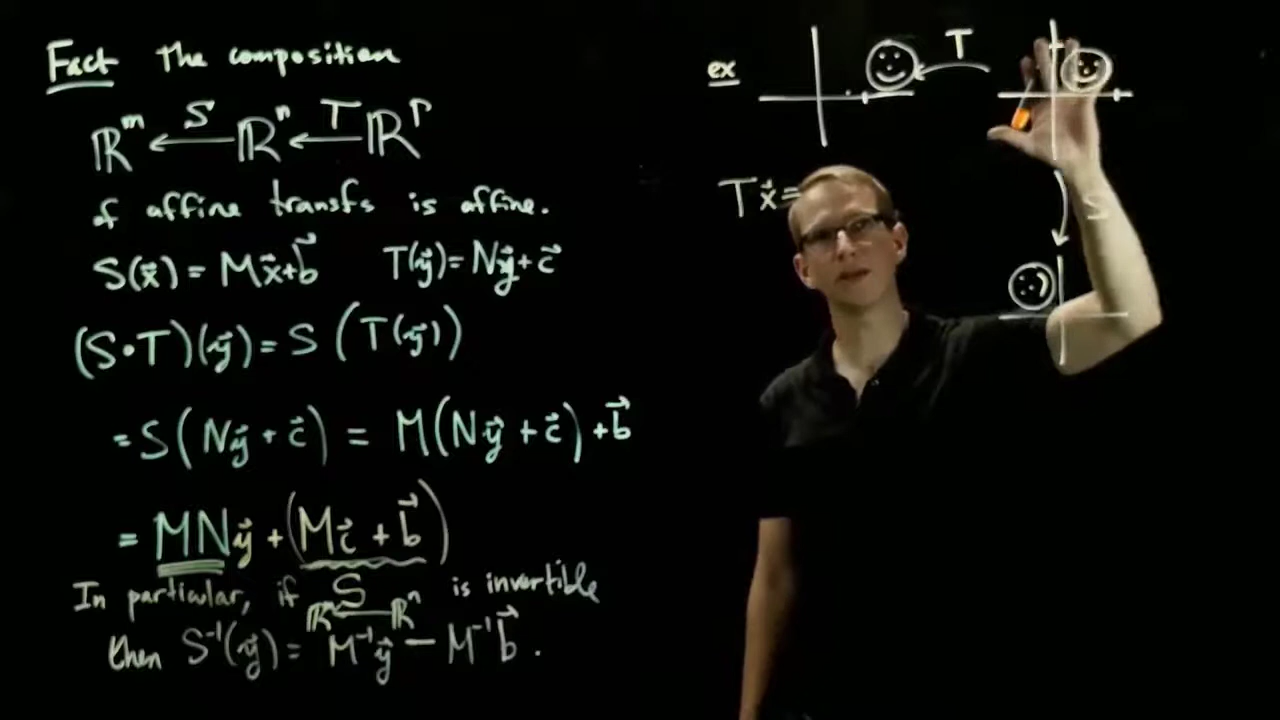 Fact The composition
ℝᵐ ←S— ℝⁿ ←T— ℝᵖ
of affine transfs is affine.
S(x⃗) = Mx⃗+b⃗ T(y⃗) = Ny⃗+c⃗
(S∘T)(y⃗) = S(T(y⃗))
= S(Ny⃗ + c⃗) = M(Ny⃗ + c⃗) + b⃗
= MNy⃗ + (Mc⃗ + b⃗)
In particular, if ℝⁿ ←S— ℝⁿ is invertible
then S⁻¹(y⃗) = M⁻¹y⃗ − M⁻¹b⃗.
ex T
S
Tx⃗=